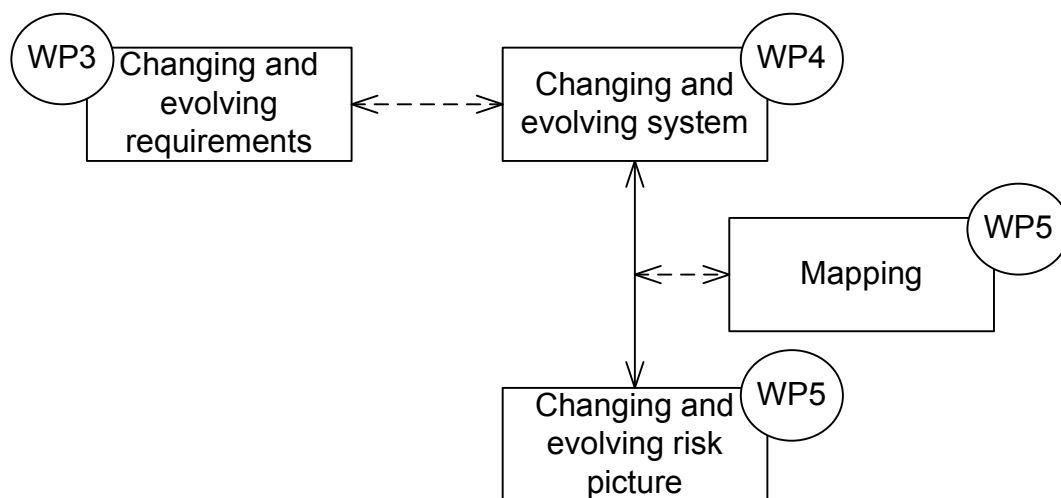 WP3
Changing and
evolving
requirements
WP4
Changing and
evolving system
WP5
Mapping
WP5
Changing and
evolving risk
picture